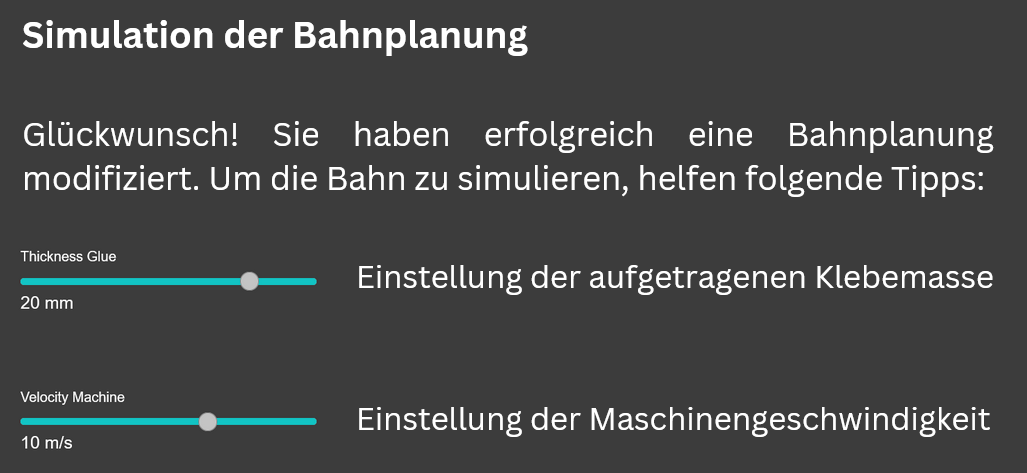 Simulation der Bahnplanung
Glückwunsch! Sie haben erfolgreich eine Bahnplanung
modifiziert. Um die Bahn zu simulieren, helfen folgende Tipps:
Thickness Glue
20 mm
Einstellung der aufgetragenen Klebemasse
Velocity Machine
10 m/s
Einstellung der Maschinengeschwindigkeit